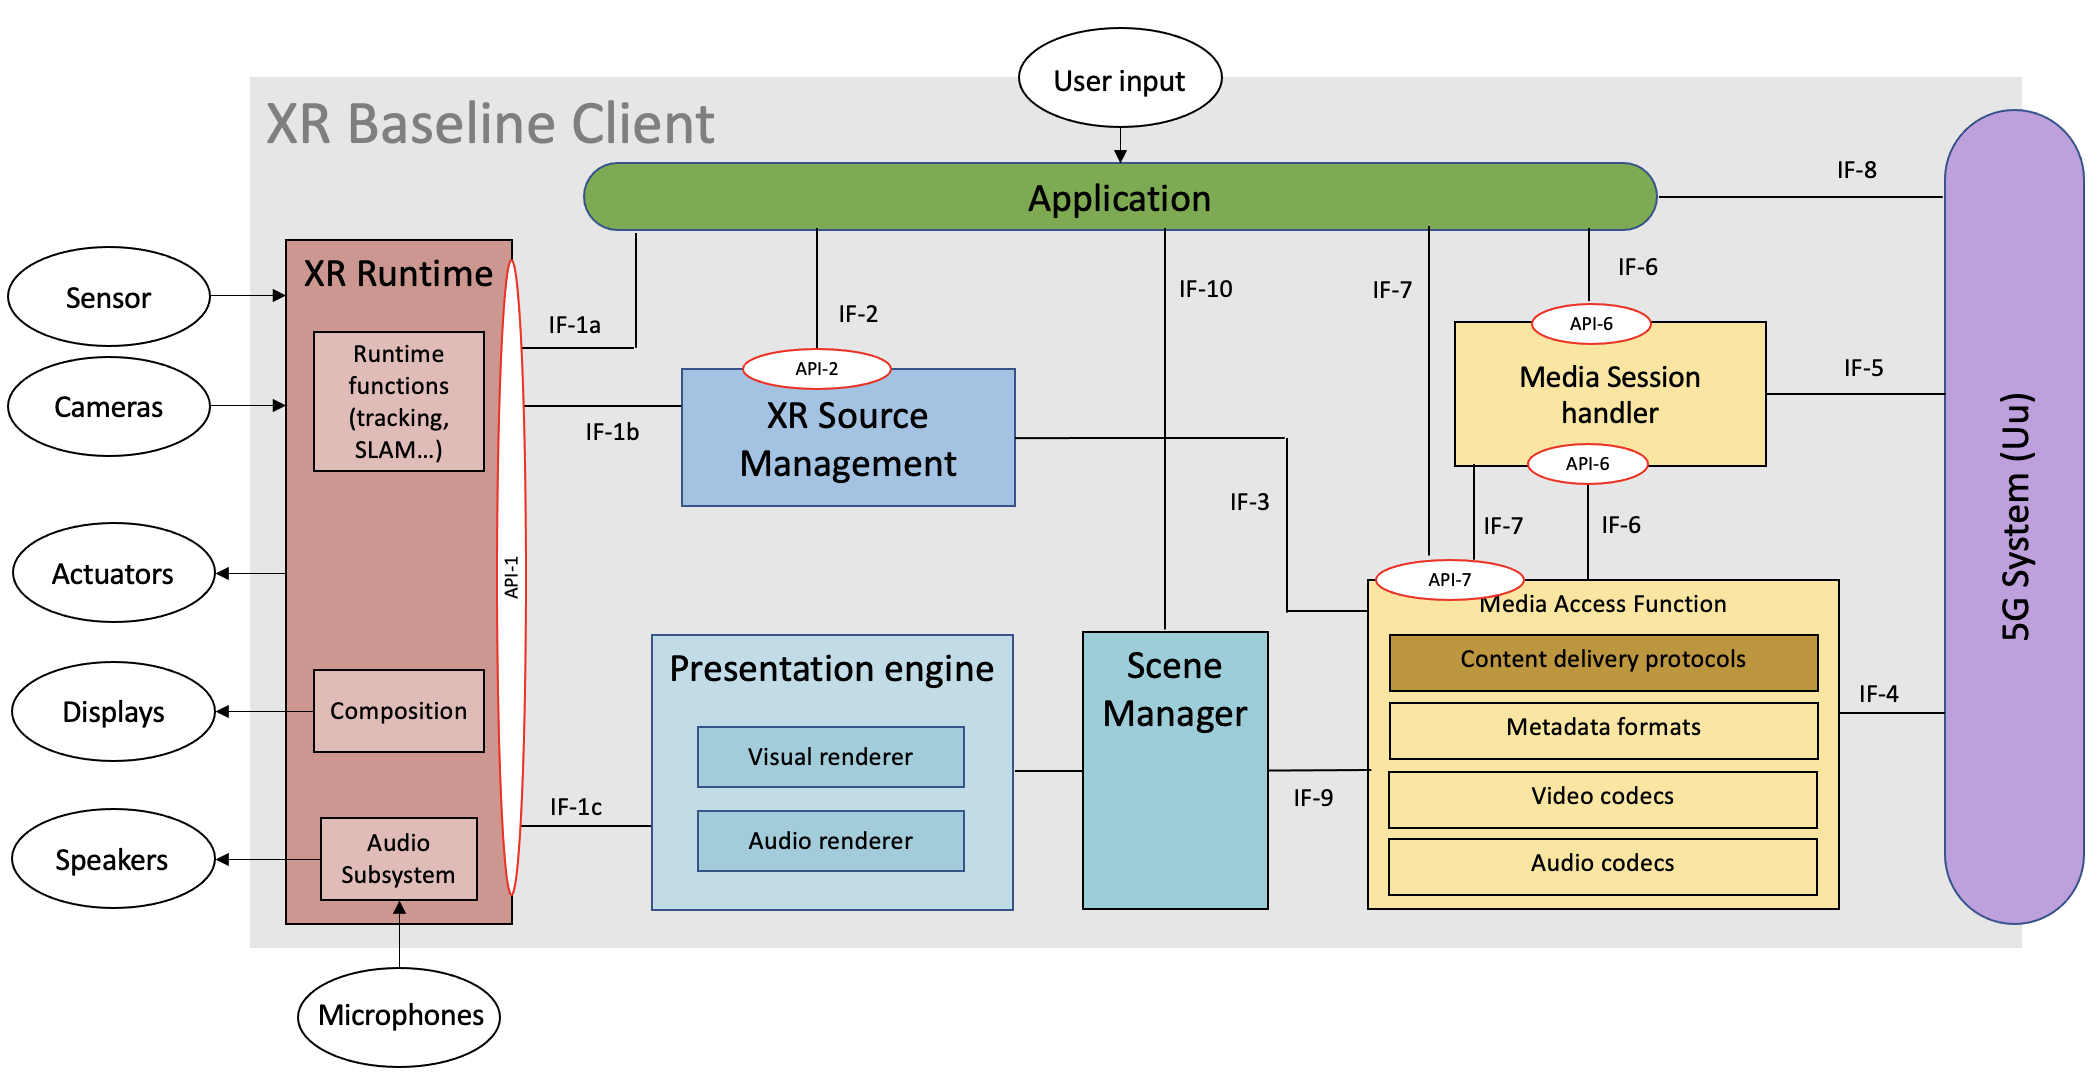 User input
XR Baseline Client
Application
IF-8
XR Runtime
Sensor
IF-1a
IF-2
IF-10
IF-7
IF-6
API-6
Runtime
functions
(tracking,
SLAM...)
API-2
Cameras
IF-1b
XR Source
Management
Media Session
handler
IF-5
API-6
IF-3
IF-7
IF-6
5G System (Uu)
Actuators
API-1
API-7
Media Access Function
Presentation engine
Scene
Manager
Content delivery protocols
IF-4
Displays
Composition
Visual renderer
Metadata formats
IF-1c
IF-9
Video codecs
Speakers
Audio
Subsystem
Audio renderer
Audio codecs
Microphones